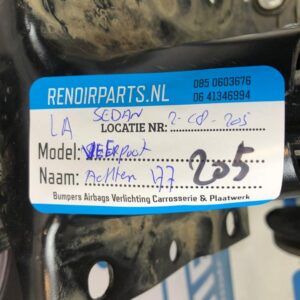 085 0603676
RENOIRPARTS.NL 06 41346994
LA SEDAN
LOCATIE NR: 2-C8-205
Model:
Naam: Achter 177 205
Bumpers Airbags Verlichting Carrosserie & Plaatwerk